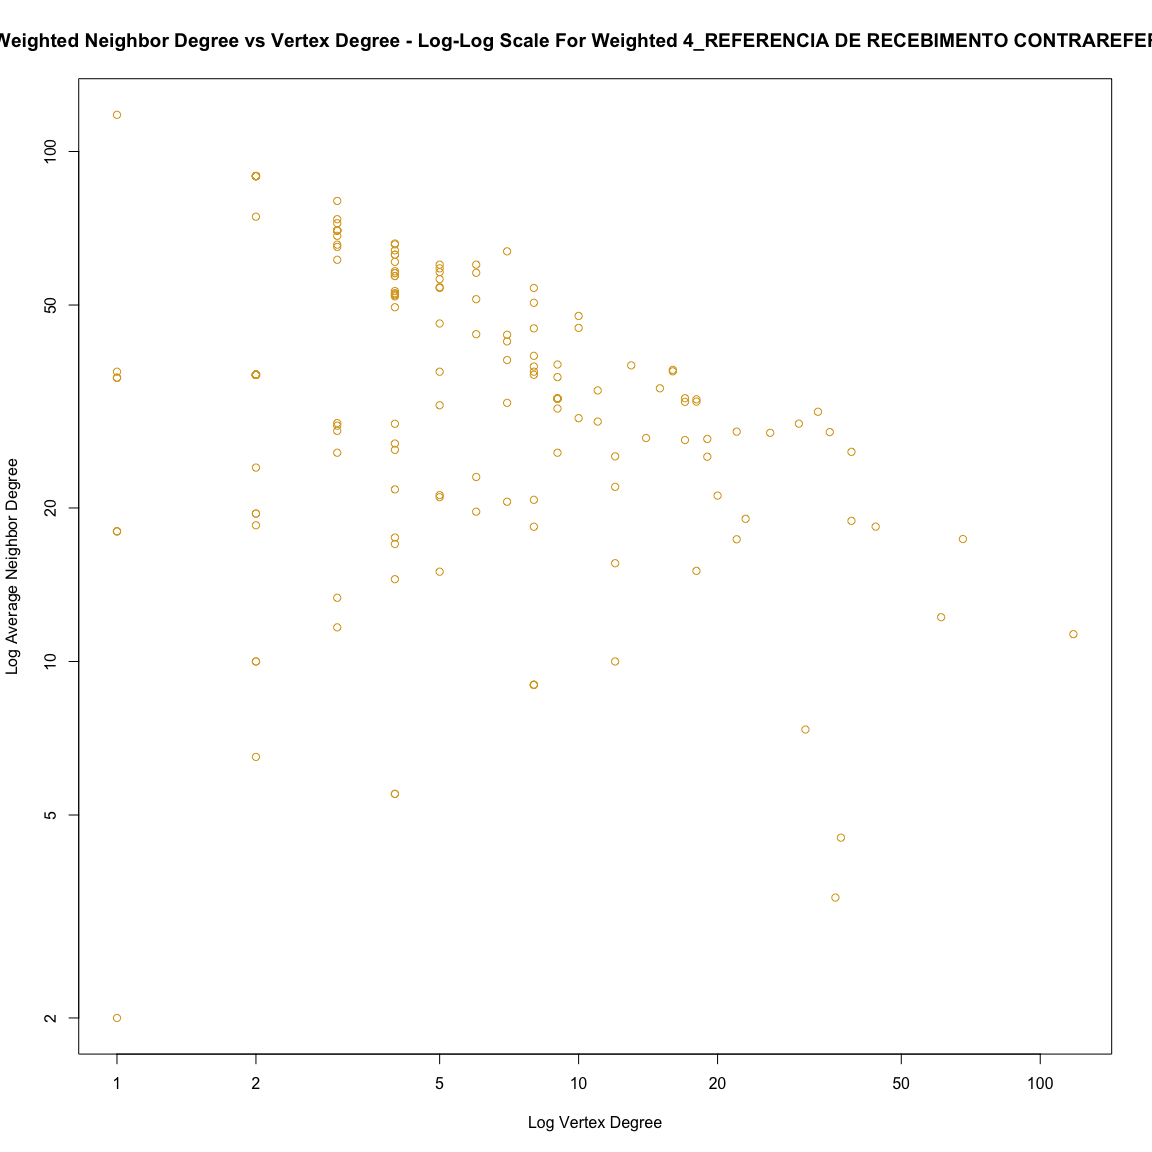 Weighted Neighbor Degree vs Vertex Degree - Log-Log Scale For Weighted 4_REFERENCIA DE RECEBIMENTO CONTRAREFER
100
50
20
10
5
2
Log Average Neighbor Degree
1 2 5 10 20 50 100
Log Vertex Degree